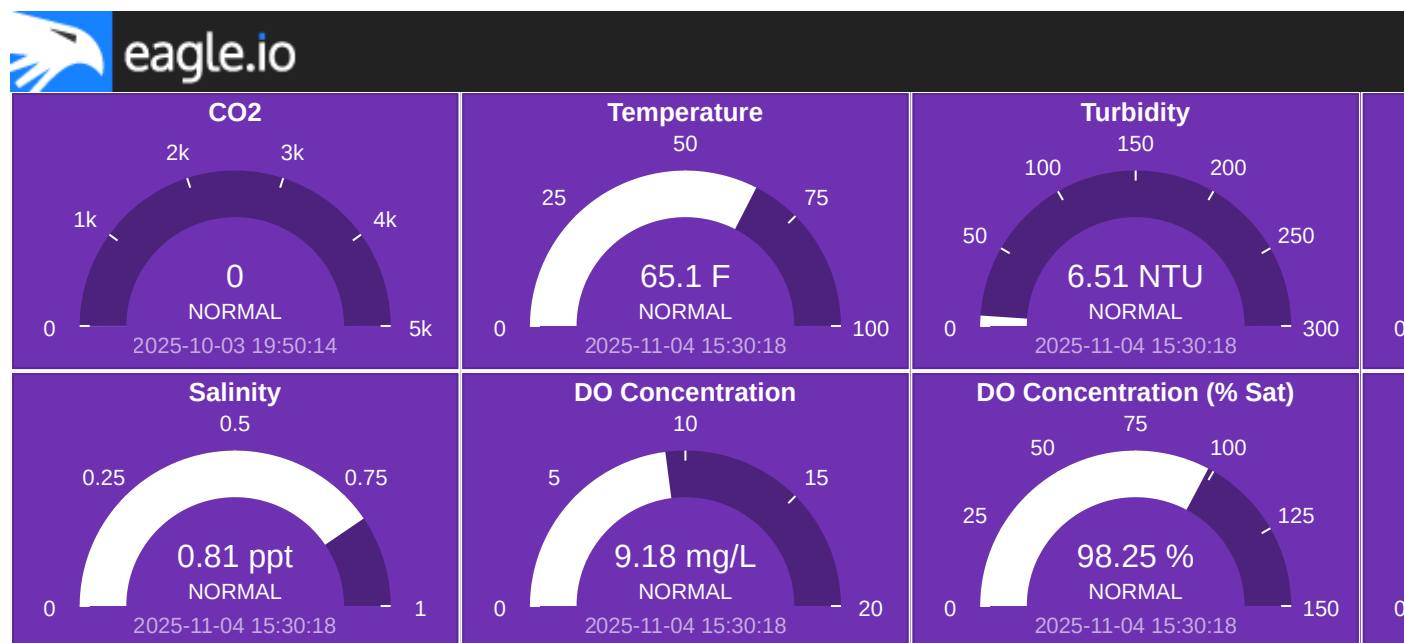 eagle.io
CO2
0
1k
2k
3k
4k
5k
0
NORMAL
2025-10-03 19:50:14
Temperature
0
25
50
75
100
65.1 F
NORMAL
2025-11-04 15:30:18
Turbidity
0
50
100
150
200
250
300
6.51 NTU
NORMAL
2025-11-04 15:30:18
0
Salinity
0
0.25
0.5
0.75
1
0.81 ppt
NORMAL
2025-11-04 15:30:18
DO Concentration
0
5
10
15
20
9.18 mg/L
NORMAL
2025-11-04 15:30:18
DO Concentration (% Sat)
0
25
50
75
100
125
150
98.25 %
NORMAL
2025-11-04 15:30:18
0